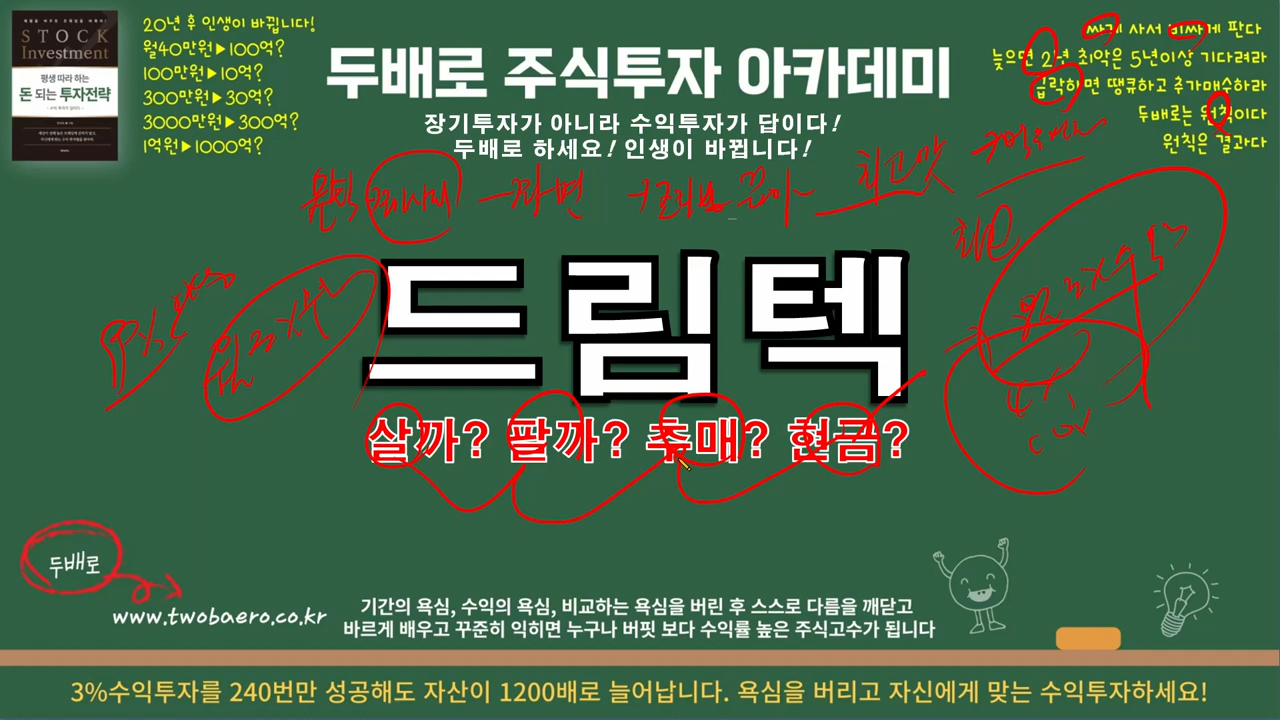 STOCK
Investment
평생 따라 하는
돈 되는 투자전략
20년 후 인생이 바뀝니다!
월40만원▶100억?
100만원▶10억?
300만원▶30억?
3000만원▶300억?
1억원▶1000억?
두배로 주식투자 아카데미
장기투자가 아니라 수익투자가 답이다!
두배로 하세요! 인생이 바뀝니다!
싸게 사서 비싸게 판다
늦으면 2년 최악은 5년이상 기다려라
급락하면 땡큐하고 추가매수하라
두배로는 원칙이다
원칙은 결과다
최고맛
드림텍
살까? 팔까? 추매? 현금?
두배로
www.twobaero.co.kr
기간의 욕심, 수익의 욕심, 비교하는 욕심을 버린 후 스스로 다름을 깨닫고
바르게 배우고 꾸준히 익히면 누구나 버핏 보다 수익률 높은 주식고수가 됩니다
3%수익투자를 240번만 성공해도 자산이 1200배로 늘어납니다. 욕심을 버리고 자신에게 맞는 수익투자하세요!